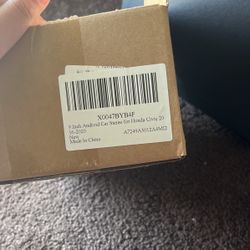 X0047BYB4F
9 Inch Android Car Stereo for Honda Civic 20
16-2020
New
Made In China